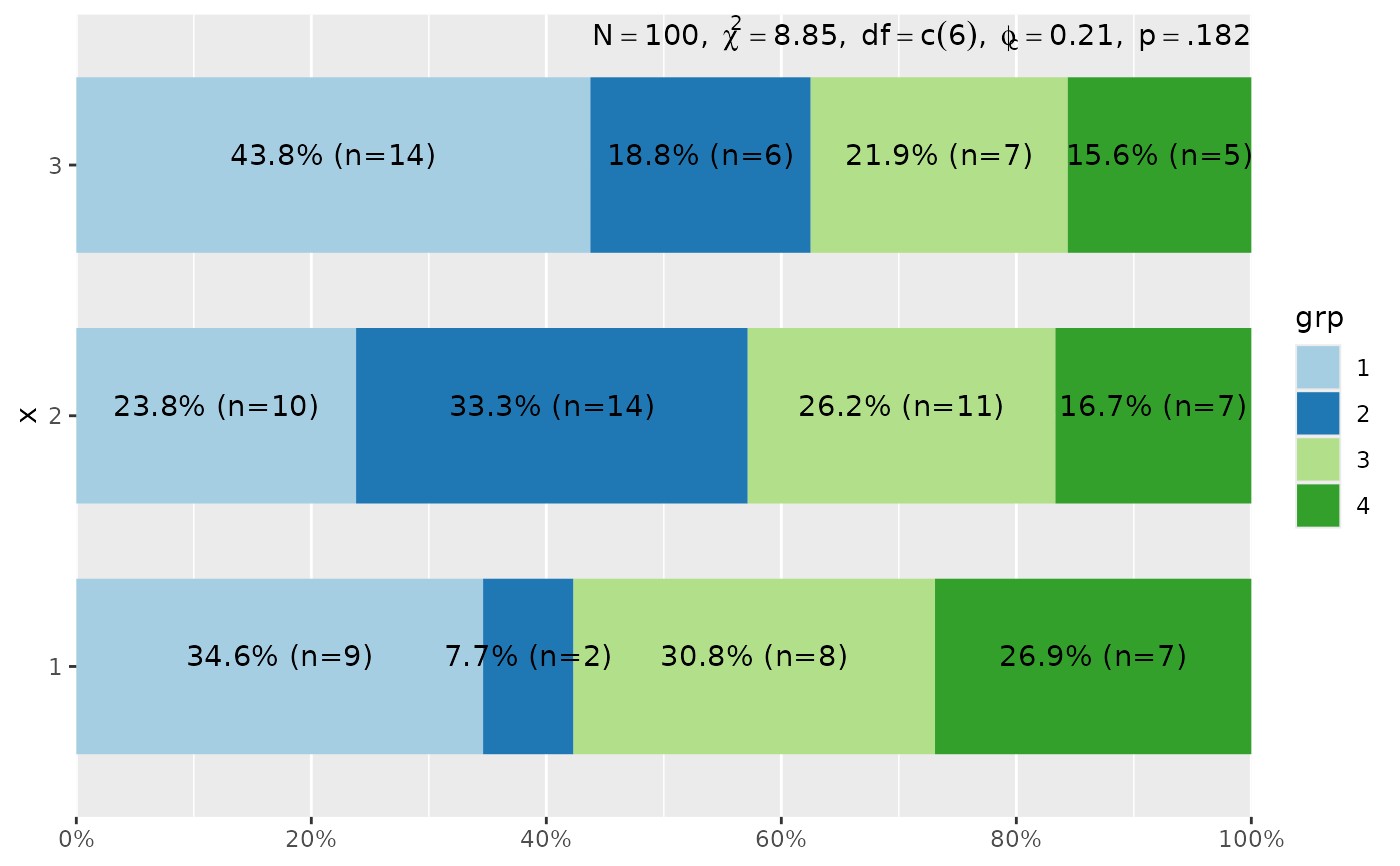 N = 100, χ² = 8.85, df = c(6), ϕc = 0.21, p = .182
3
43.8% (n=14) 18.8% (n=6) 21.9% (n=7) 15.6% (n=5)
grp
1
2
3
4
x
2
23.8% (n=10) 33.3% (n=14) 26.2% (n=11) 16.7% (n=7)
1
34.6% (n=9) 7.7% (n=2) 30.8% (n=8) 26.9% (n=7)
0% 20% 40% 60% 80% 100%